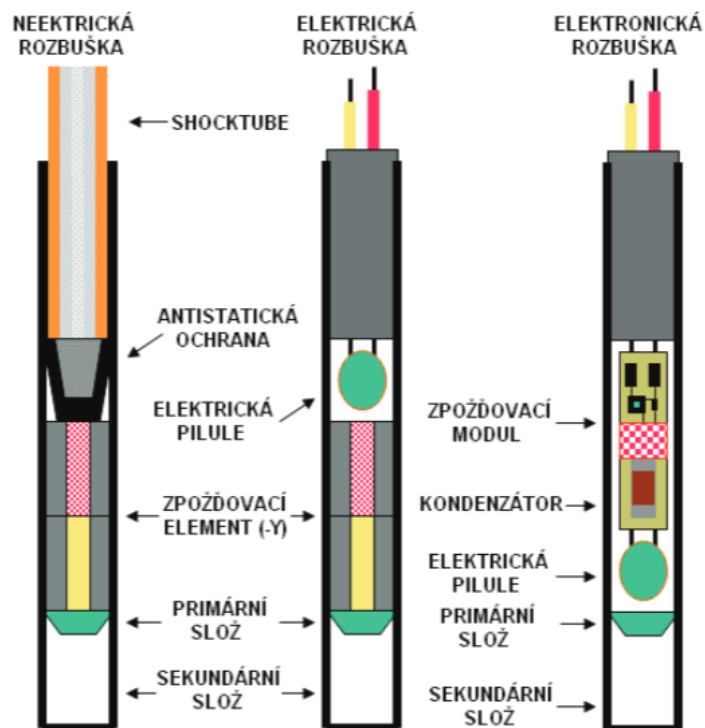 NEEKTRICKÁ
ROZBUŠKA
ELEKTRICKÁ
ROZBUŠKA
ELEKTRONICKÁ
ROZBUŠKA
SHOCKTUBE
ANTISTATICKÁ
OCHRANA
ELEKTRICKÁ
PILULE
ZPOŽĎOVACÍ
ELEMENT (-Y)
PRIMÁRNÍ
SLOŽ
SEKUNDÁRNÍ
SLOŽ
ZPOŽĎOVACÍ
MODUL
KONDENZÁTOR
ELEKTRICKÁ
PILULE
PRIMÁRNÍ
SLOŽ
SEKUNDÁRNÍ
SLOŽ